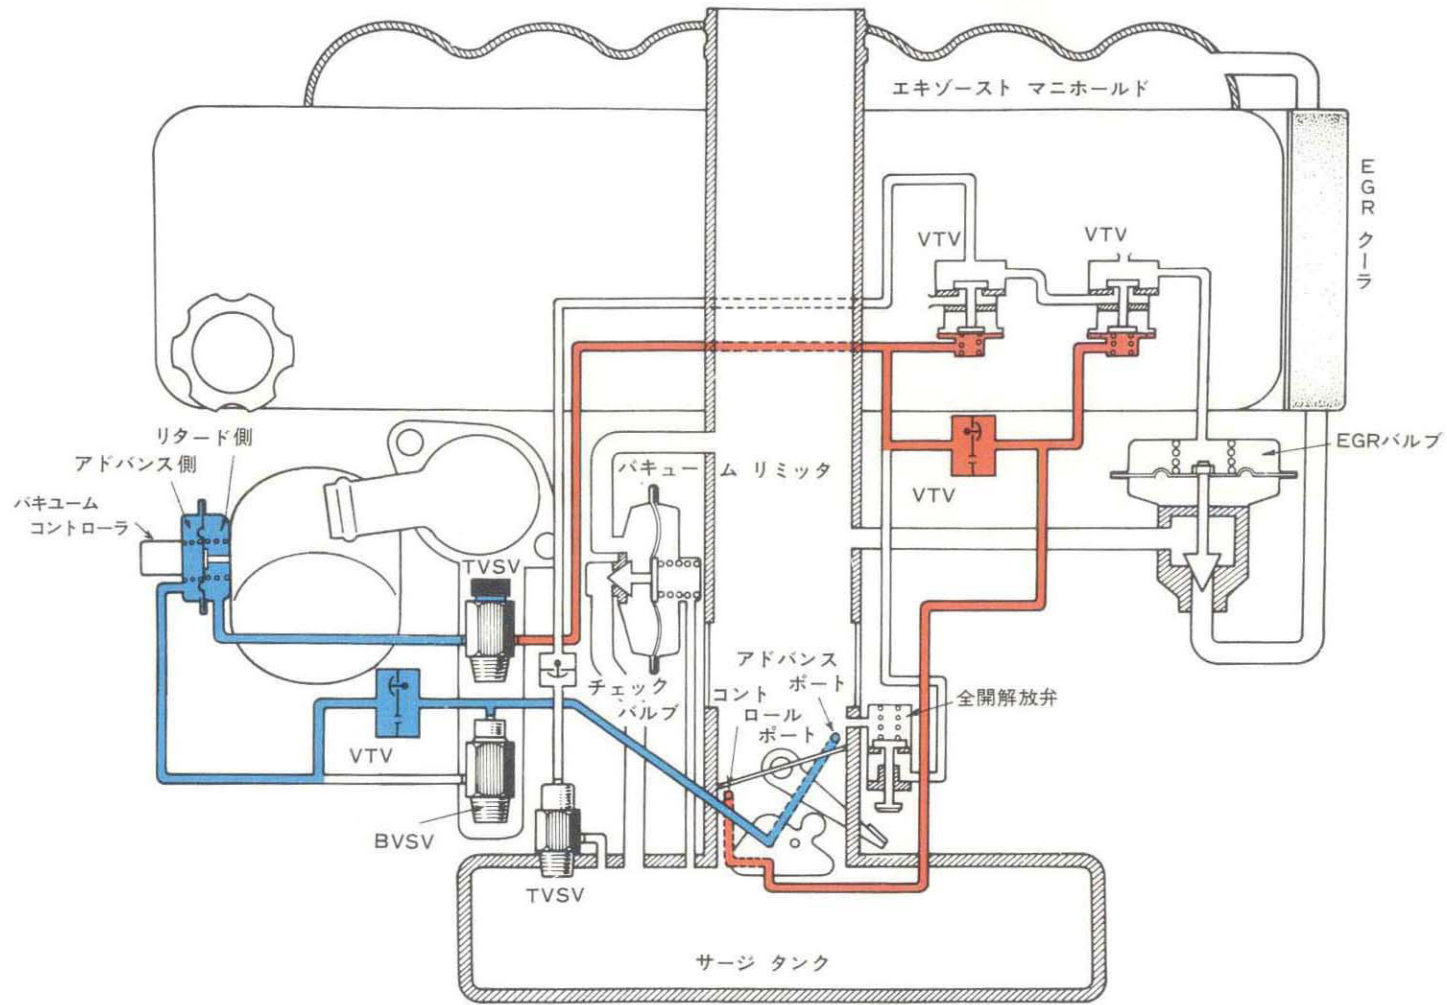 エキゾースト マニホールド
EGR クーラ
VTV
VTV
リタード側
アドバンス側
バキユーム
コントローラ
バキューム リミッタ
VTV
EGRバルブ
TVSV
アドバンス
ポート
コント
ロール
ポート
チェック
バルブ
全開解放弁
VTV
BVSV
TVSV
サージ タンク